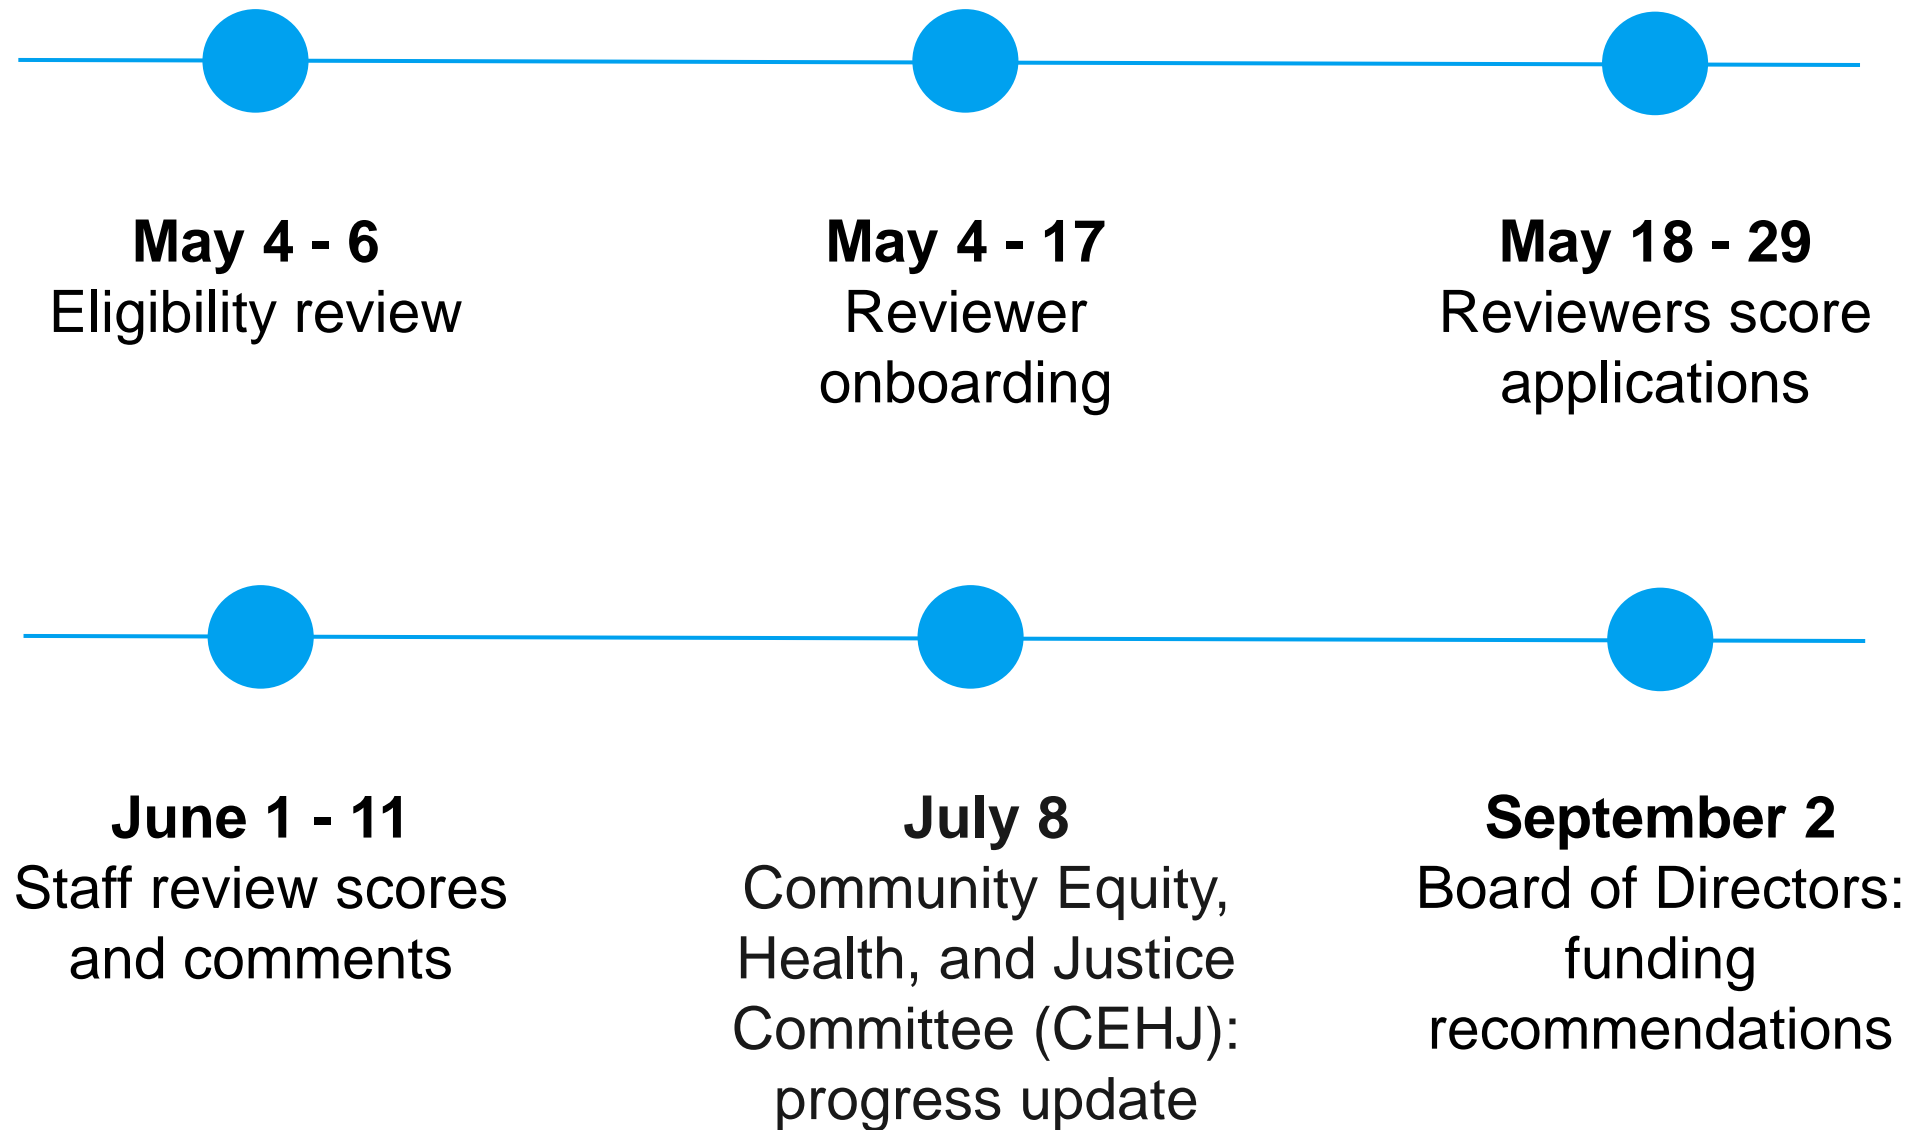 May 4 - 6
Eligibility review
May 4 - 17
Reviewer
onboarding
May 18 - 29
Reviewers score
applications
June 1 - 11
Staff review scores
and comments
July 8
Community Equity,
Health, and Justice
Committee (CEHJ):
progress update
September 2
Board of Directors:
funding
recommendations